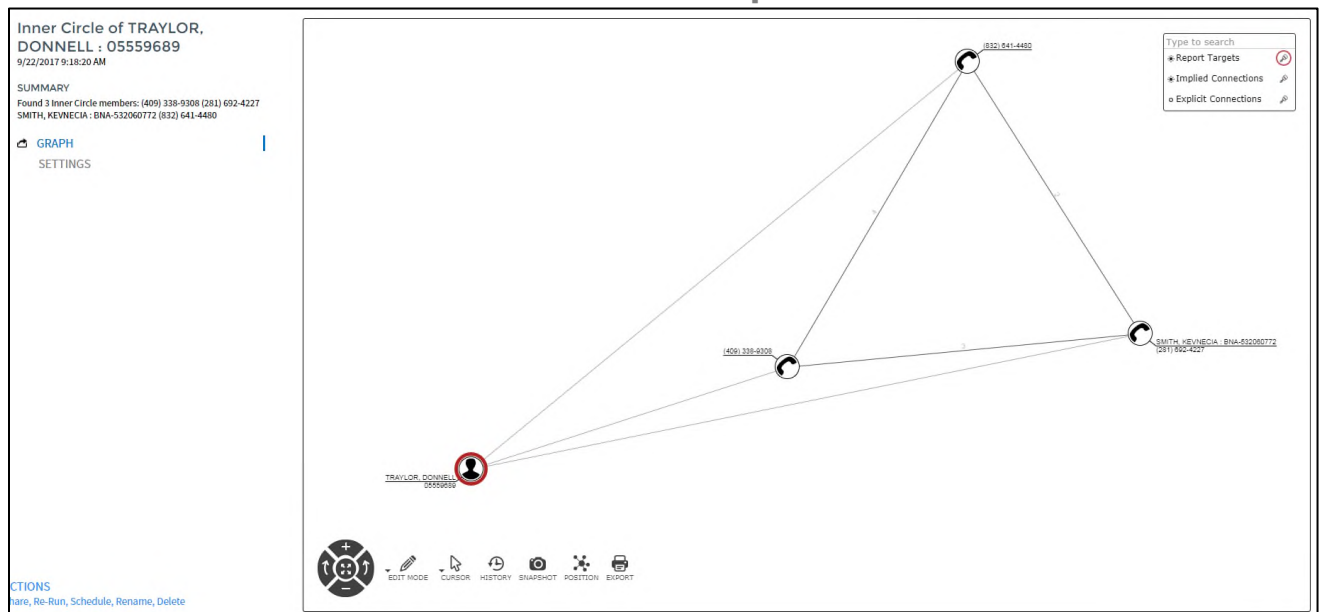 Inner Circle of TRAYLOR,
DONNELL : 05559689
9/22/2017 9:18:20 AM
SUMMARY
Found 3 Inner Circle members: (409) 338-9308 (281) 692-4227
SMITH, KEVNECIA : BNA-532060772 (832) 641-4480
GRAPH
SETTINGS
(832) 641-4480
Type to search
Report Targets
Implied Connections
Explicit Connections
4
(409) 338-9308
SMITH, KEVNECIA : BNA-532060772
(281) 692-4227
TRAYLOR, DONNELL
05559689
EDIT MODE
CURSOR
HISTORY
SNAPSHOT
POSITION
EXPORT
CTIONS
hare, Re-Run, Schedule, Rename, Delete